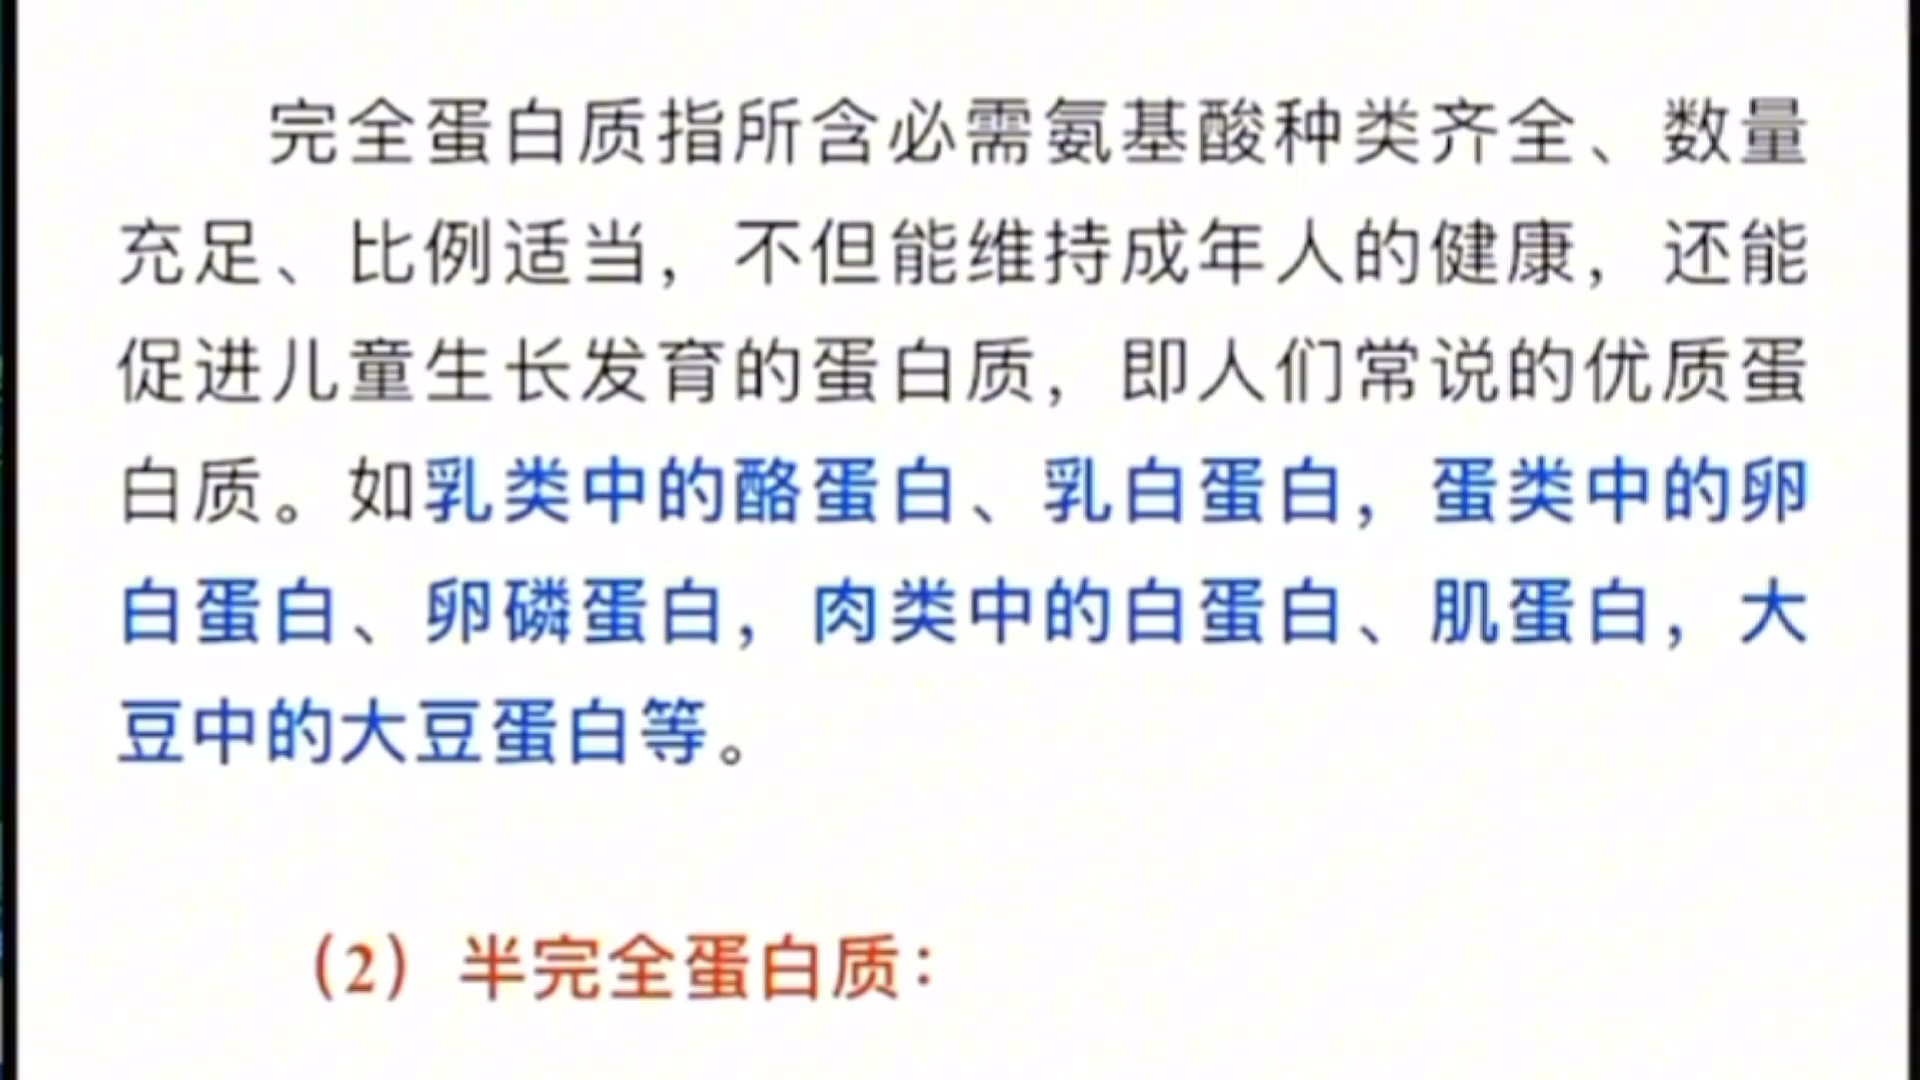 完全蛋白质指所含必需氨基酸种类齐全、数量
充足、比例适当，不但能维持成年人的健康，还能
促进儿童生长发育的蛋白质，即人们常说的优质蛋
白质。如乳类中的酪蛋白、乳白蛋白，蛋类中的卵
白蛋白、卵磷蛋白，肉类中的白蛋白、肌蛋白，大
豆中的大豆蛋白等。
（2）半完全蛋白质：